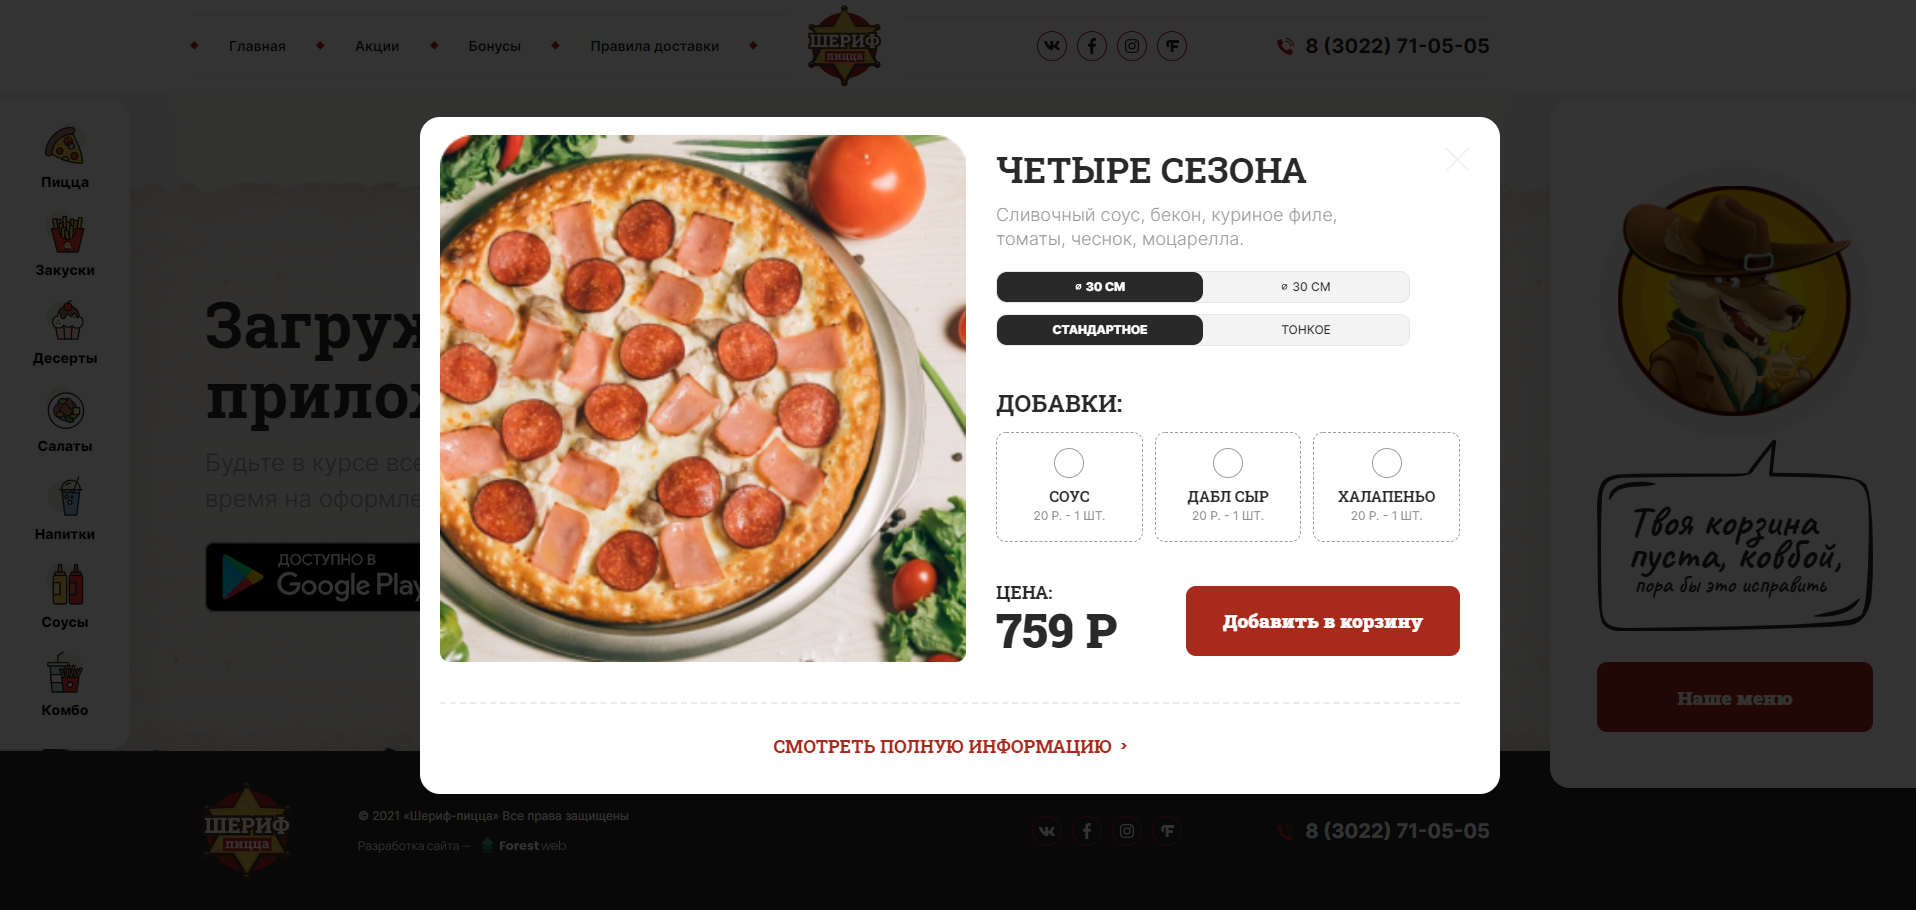 Главная
Акции
Бонусы
Правила доставки
ШЕРИФ
пицца
8 (3022) 71-05-05
Пицца
Закуски
Десерты
Салаты
Напитки
Соусы
Комбо
Загруж
прилож
Будьте в курсе все
время на оформле
ДОСТУПНО В
Google Play
ЧЕТЫРЕ СЕЗОНА
Сливочный соус, бекон, куриное филе,
томаты, чеснок, моцарелла.
⌀ 30 СМ
⌀ 30 СМ
СТАНДАРТНОЕ
ТОНКОЕ
ДОБАВКИ:
СОУС
20 Р. - 1 ШТ.
ДАБЛ СЫР
20 Р. - 1 ШТ.
ХАЛАПЕНЬО
20 Р. - 1 ШТ.
ЦЕНА:
759 Р
Добавить в корзину
СМОТРЕТЬ ПОЛНУЮ ИНФОРМАЦИЮ ›
Твоя корзина
пуста, ковбой,
пора бы это исправить
Наше меню
ШЕРИФ
пицца
© 2021 «Шериф-пицца» Все права защищены
Разработка сайта — Forestweb
8 (3022) 71-05-05